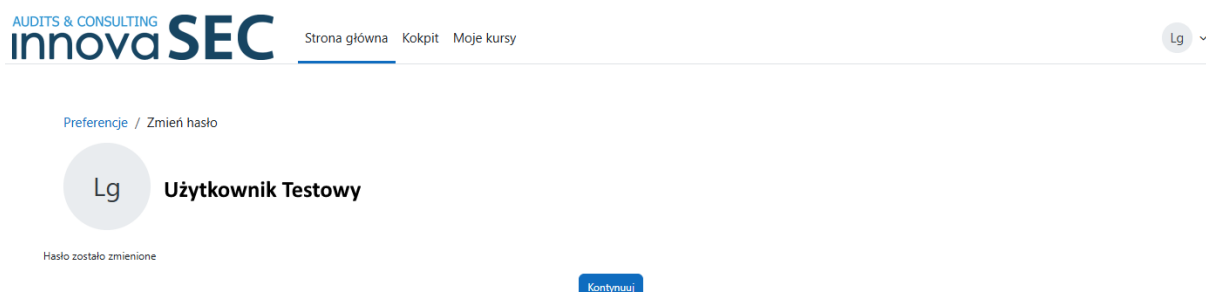 AUDITS & CONSULTING
innova SEC
Strona główna Kokpit Moje kursy
Lg
Preferencje / Zmień hasło
Lg
Użytkownik Testowy
Hasło zostało zmienione
Kontynuuj